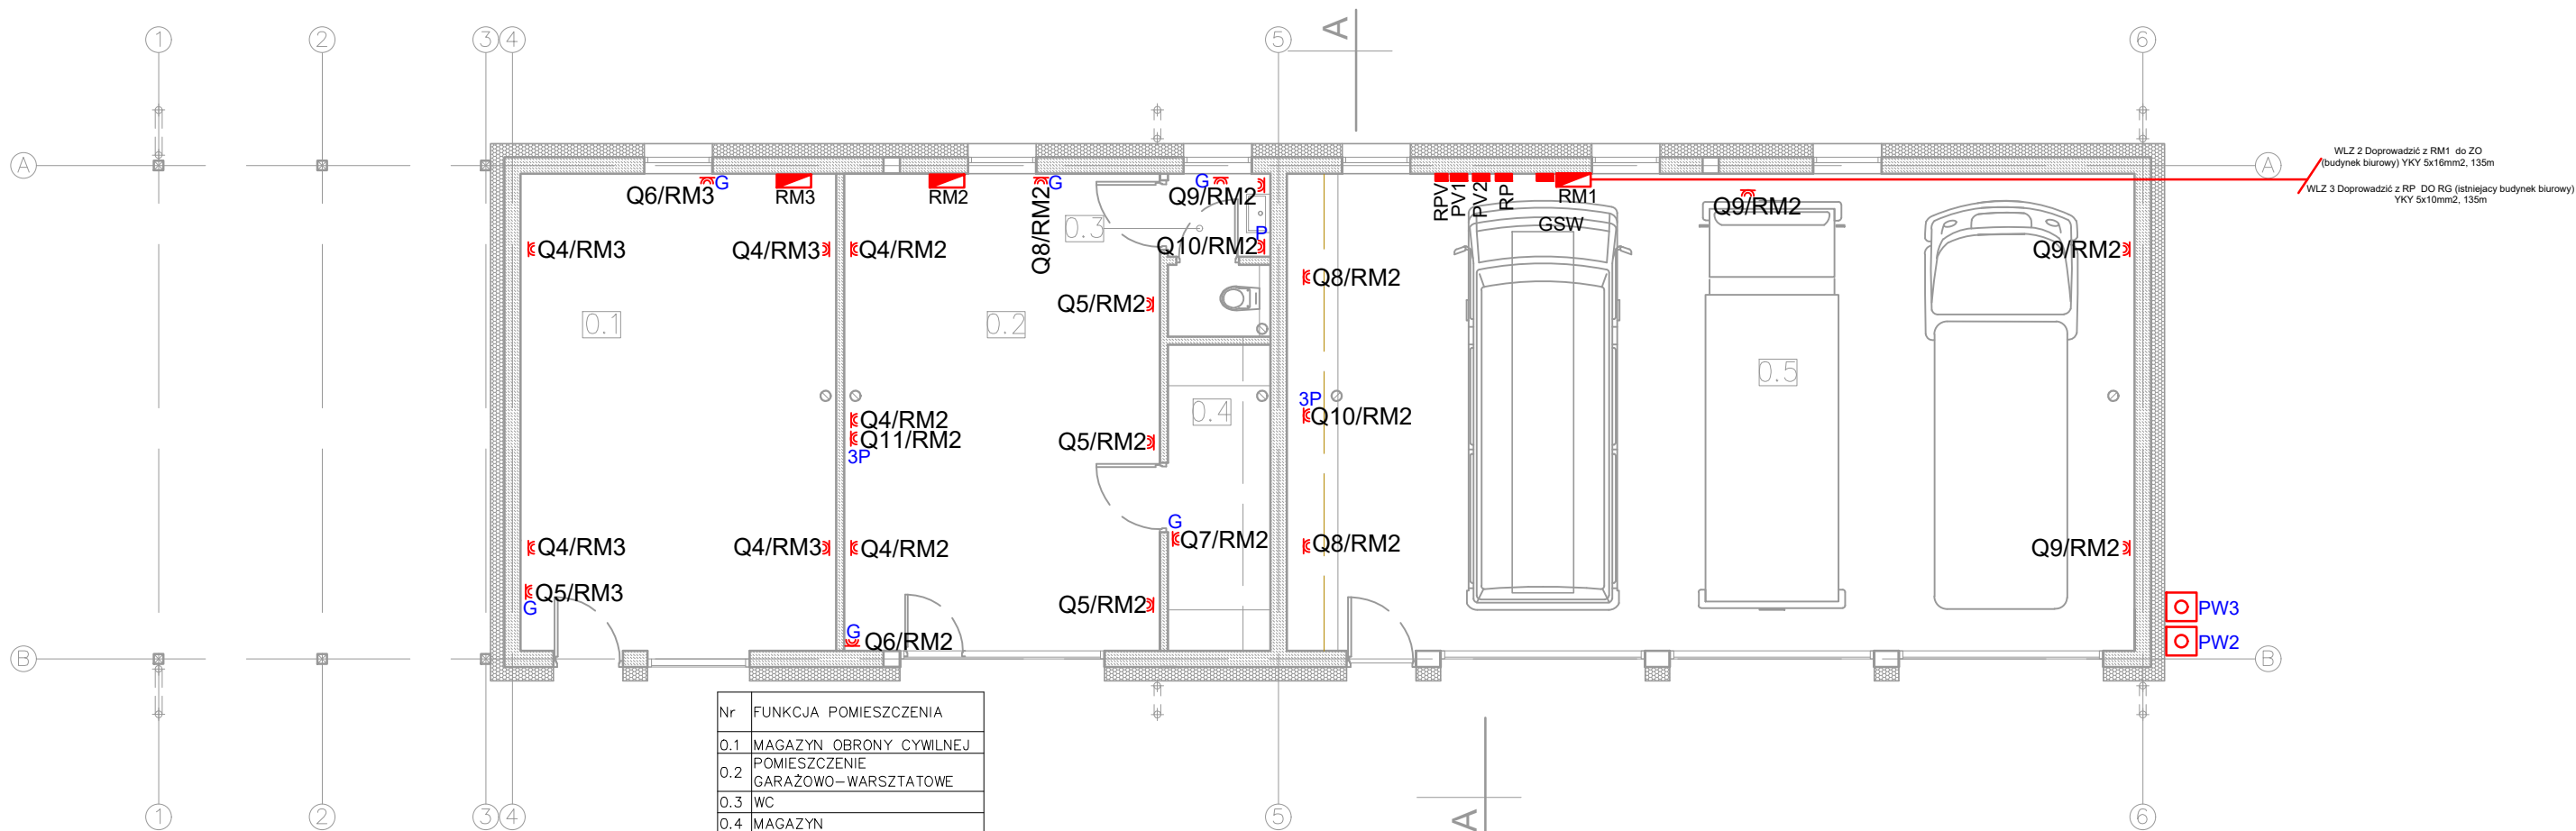 1
2
3
4
5
A
6
A
A
WLZ 2 Doprowadzić z RM1 do ZO
(budynek biurowy) YKY 5x16mm2, 135m
WLZ 3 Doprowadzić z RP DO RG (istniejacy budynek biurowy)
YKY 5x10mm2, 135m
Q6/RM3
G
RM3
RM2
Q8/RM2
G
G
Q9/RM2
RPV
PV1
PV2
RP
RM1
GSW
Q9/RM2
0.3
P
Q10/RM2
Q4/RM3
Q4/RM3
Q4/RM2
Q9/RM2
Q8/RM2
Q5/RM2
0.1
0.2
0.5
3P
Q10/RM2
0.4
Q4/RM2
Q11/RM2
3P
Q5/RM2
G
Q7/RM2
Q4/RM3
Q4/RM3
Q4/RM2
Q8/RM2
Q9/RM2
Q5/RM3
G
Q5/RM2
G
Q6/RM2
PW3
PW2
B
B
Nr FUNKCJA POMIESZCZENIA
0.1 MAGAZYN OBRONY CYWILNEJ
0.2 POMIESZCZENIE
GARAŻOWO-WARSZTATOWE
0.3 WC
0.4 MAGAZYN
1
2
3
4
5
A
6